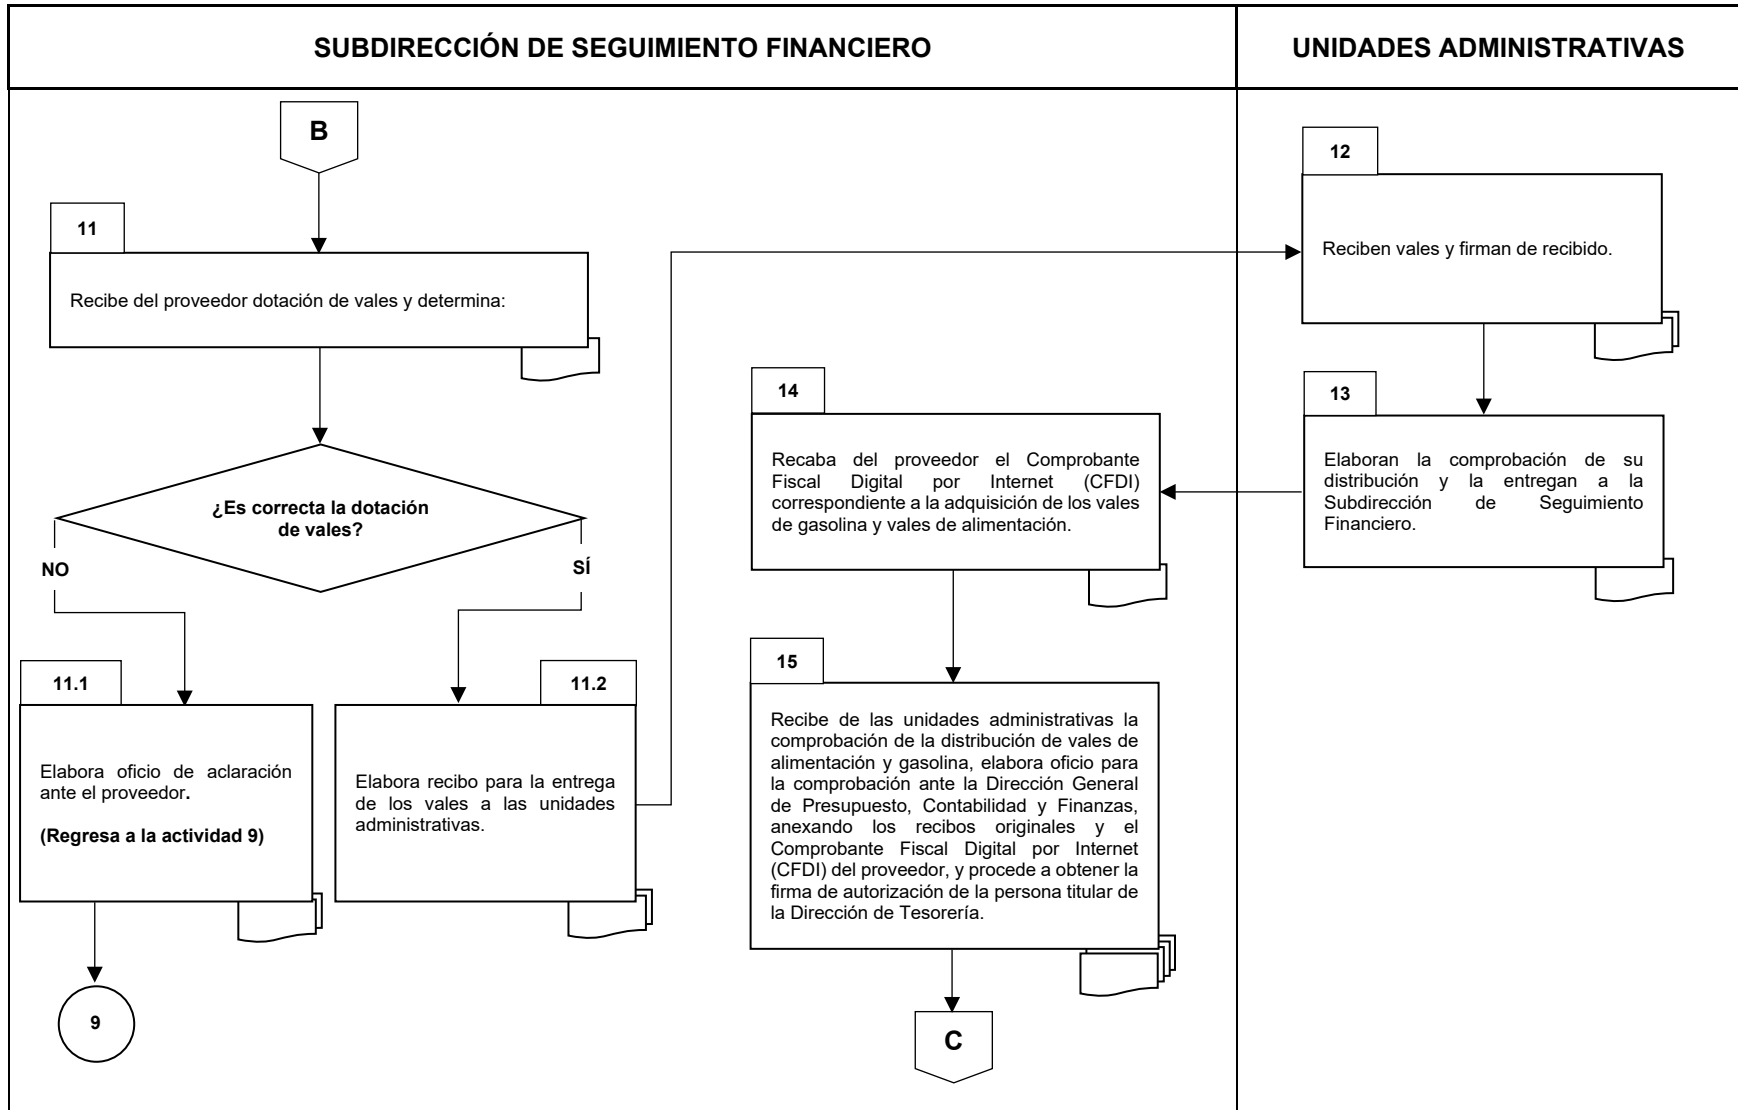 SUBDIRECCIÓN DE SEGUIMIENTO FINANCIERO
UNIDADES ADMINISTRATIVAS
B
11
Recibe del proveedor dotación de vales y determina:
¿Es correcta la dotación
de vales?
NO
SÍ
11.1
Elabora oficio de aclaración
ante el proveedor.
(Regresa a la actividad 9)
9
11.2
Elabora recibo para la entrega
de los vales a las unidades
administrativas.
12
Reciben vales y firman de recibido.
13
Elaboran la comprobación de su
distribución y la entregan a la
Subdirección de Seguimiento
Financiero.
14
Recaba del proveedor el Comprobante
Fiscal Digital por Internet (CFDI)
correspondiente a la adquisición de los vales
de gasolina y vales de alimentación.
15
Recibe de las unidades administrativas la
comprobación de la distribución de vales de
alimentación y gasolina, elabora oficio para
la comprobación ante la Dirección General
de Presupuesto, Contabilidad y Finanzas,
anexando los recibos originales y el
Comprobante Fiscal Digital por Internet
(CFDI) del proveedor, y procede a obtener la
firma de autorización de la persona titular de
la Dirección de Tesorería.
C